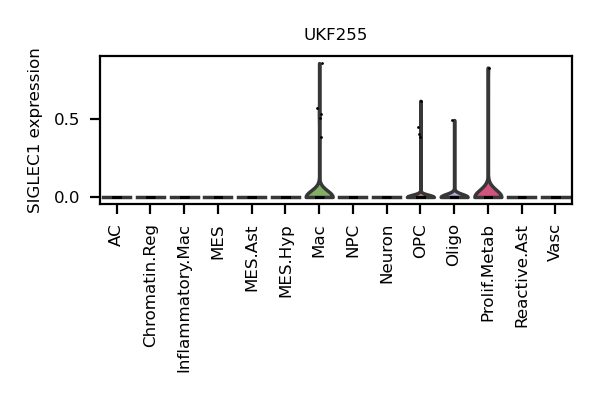 UKF255
SIGLEC1 expression
0.5
0.0
AC
Chromatin.Reg
Inflammatory.Mac
MES
MES.Ast
MES.Hyp
Mac
NPC
Neuron
OPC
Oligo
Prolif.Metab
Reactive.Ast
Vasc